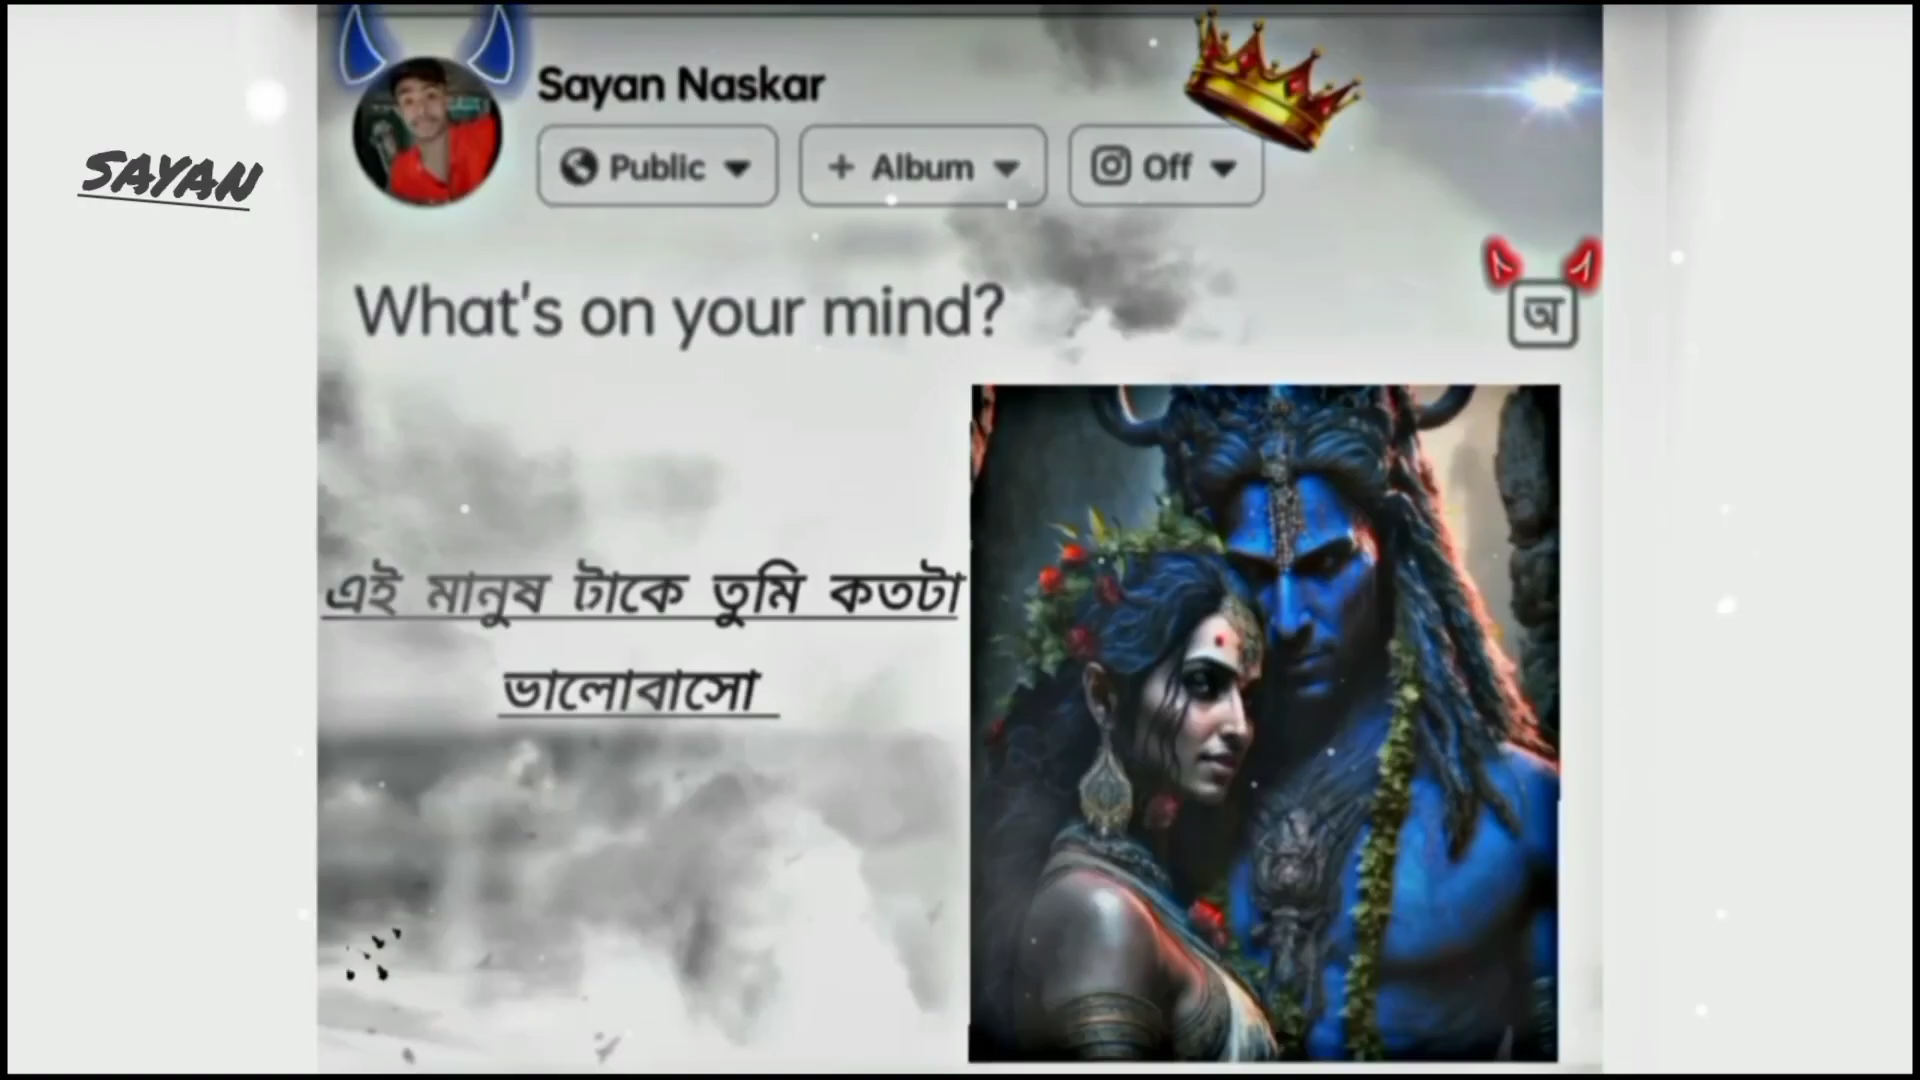 Sayan Naskar
SAYAN
Public
+ Album
Off
What's on your mind?
অ
এই মানুষ টাকে তুমি কতটা
ভালোবাসো